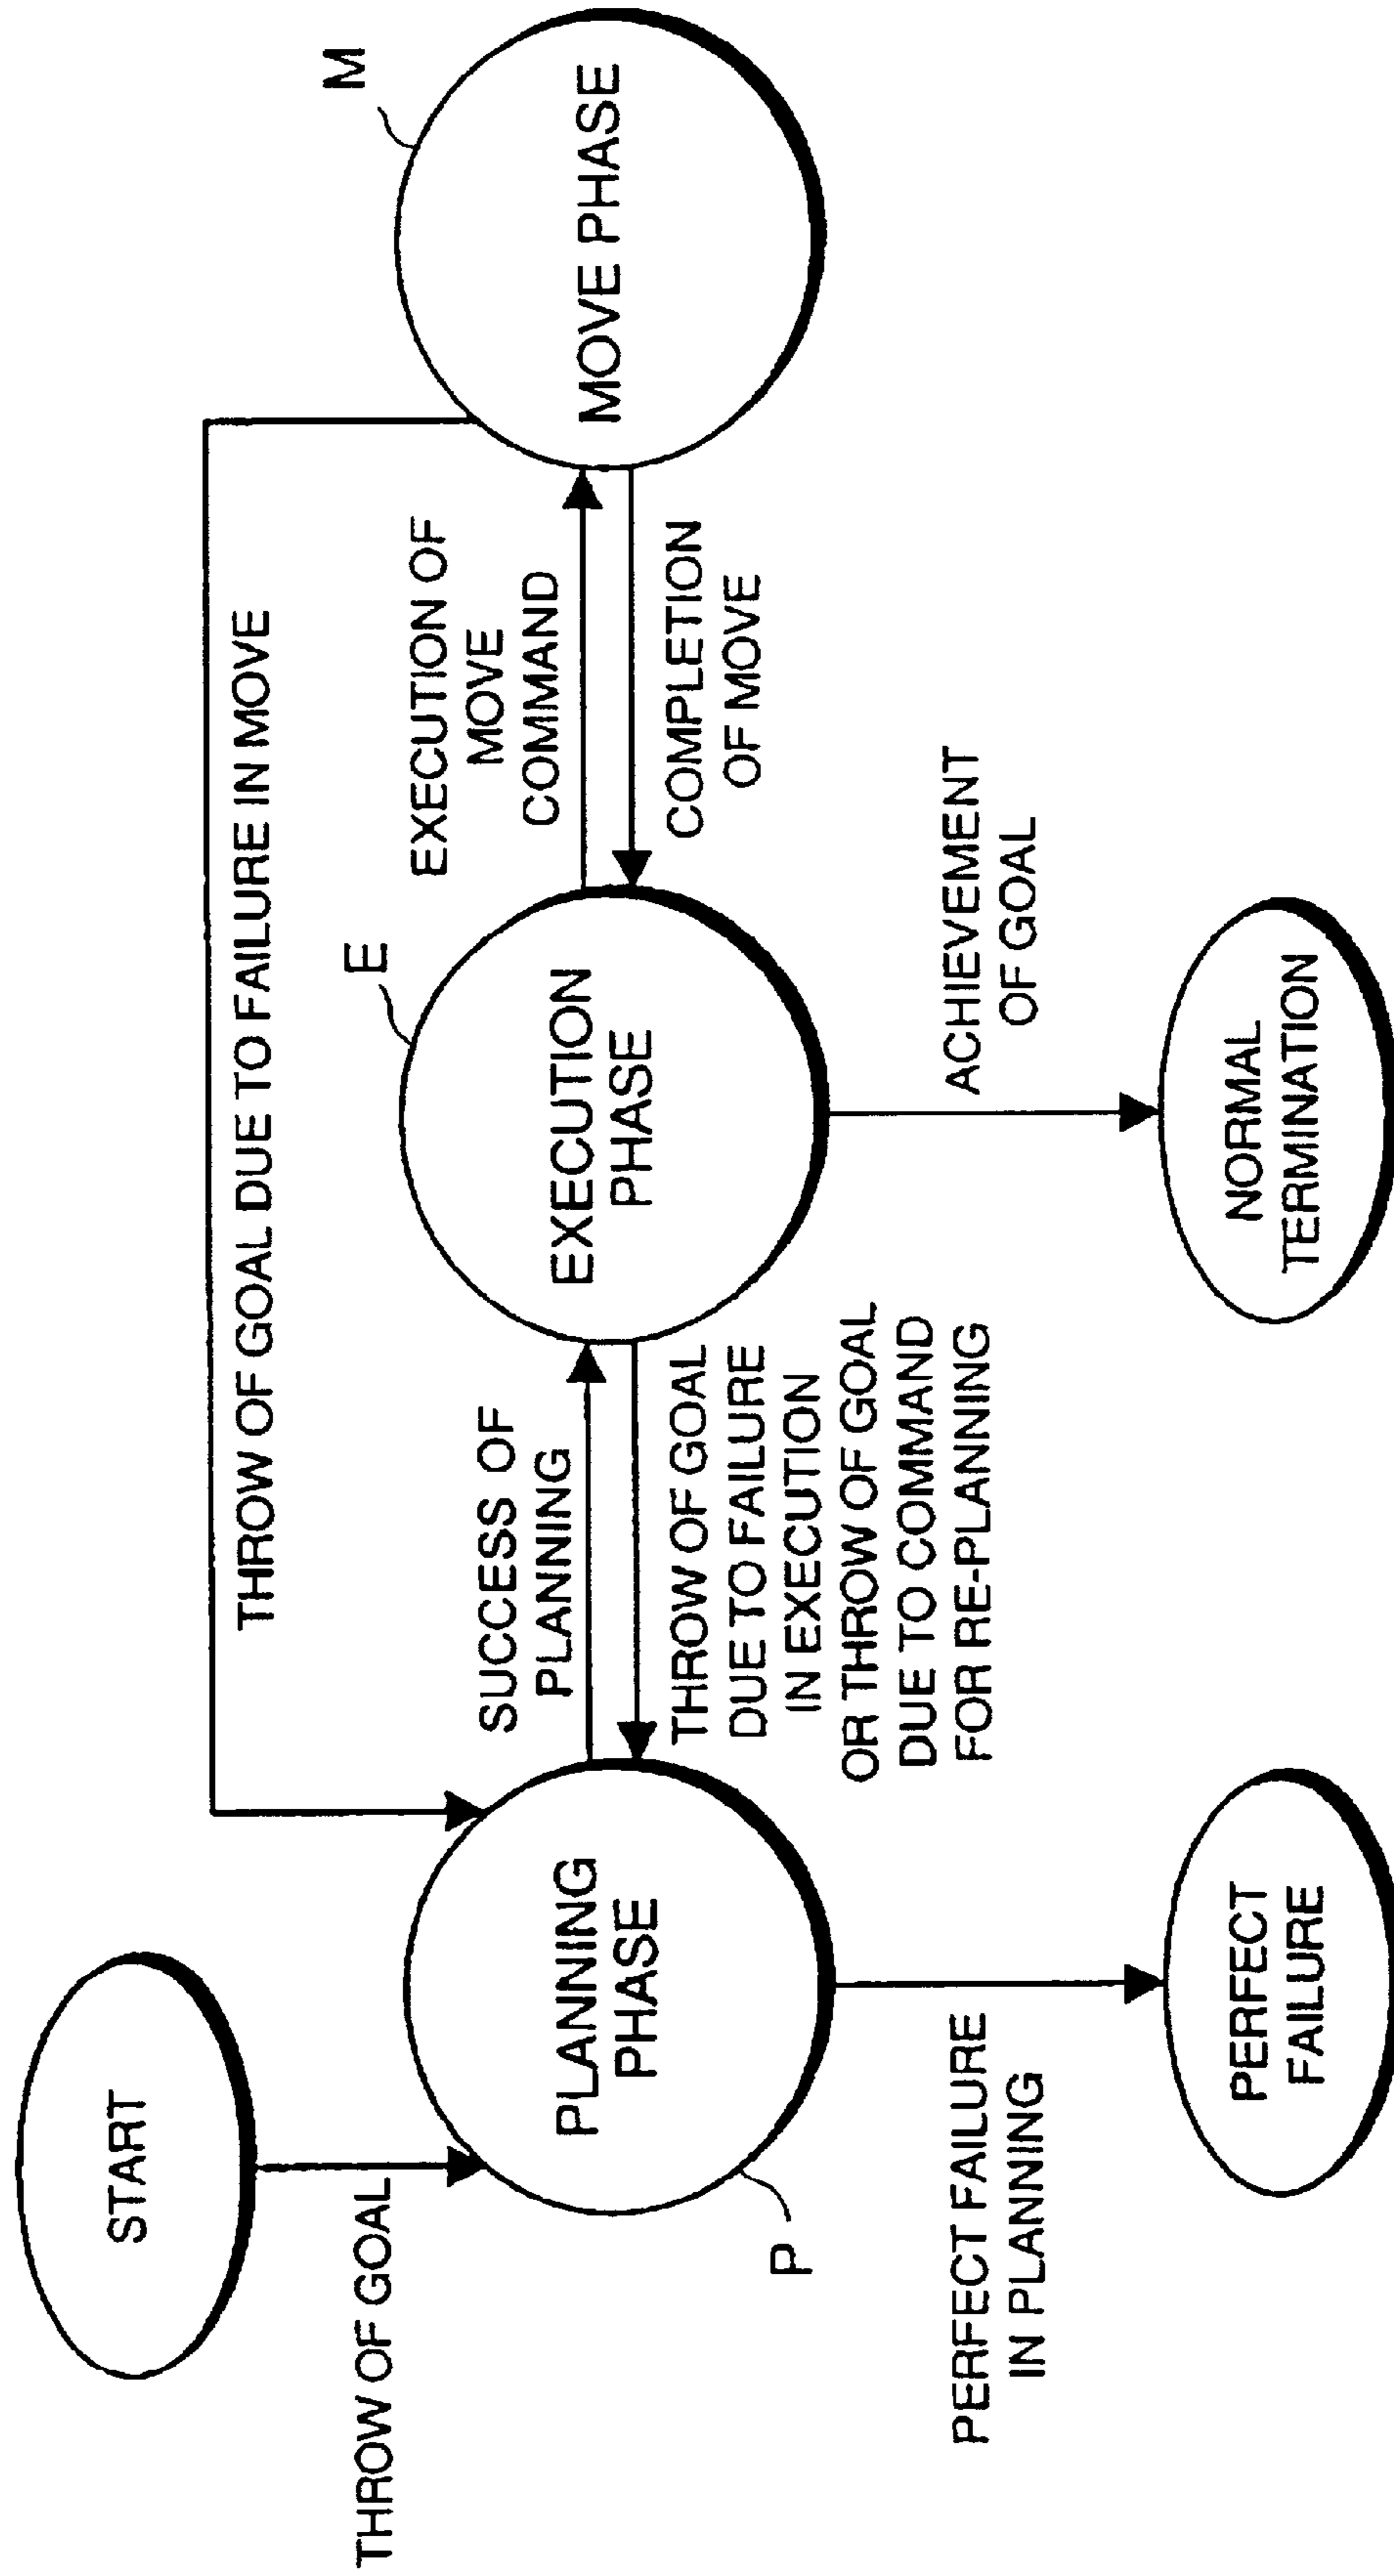 START
THROW OF GOAL
THROW OF GOAL DUE TO FAILURE IN MOVE
PLANNING
PHASE
P
SUCCESS OF
PLANNING
THROW OF GOAL
DUE TO FAILURE
IN EXECUTION
OR THROW OF GOAL
DUE TO COMMAND
FOR RE-PLANNING
EXECUTION
PHASE
E
EXECUTION OF
MOVE
COMMAND
COMPLETION
OF MOVE
MOVE PHASE
M
PERFECT FAILURE
IN PLANNING
PERFECT
FAILURE
ACHIEVEMENT
OF GOAL
NORMAL
TERMINATION